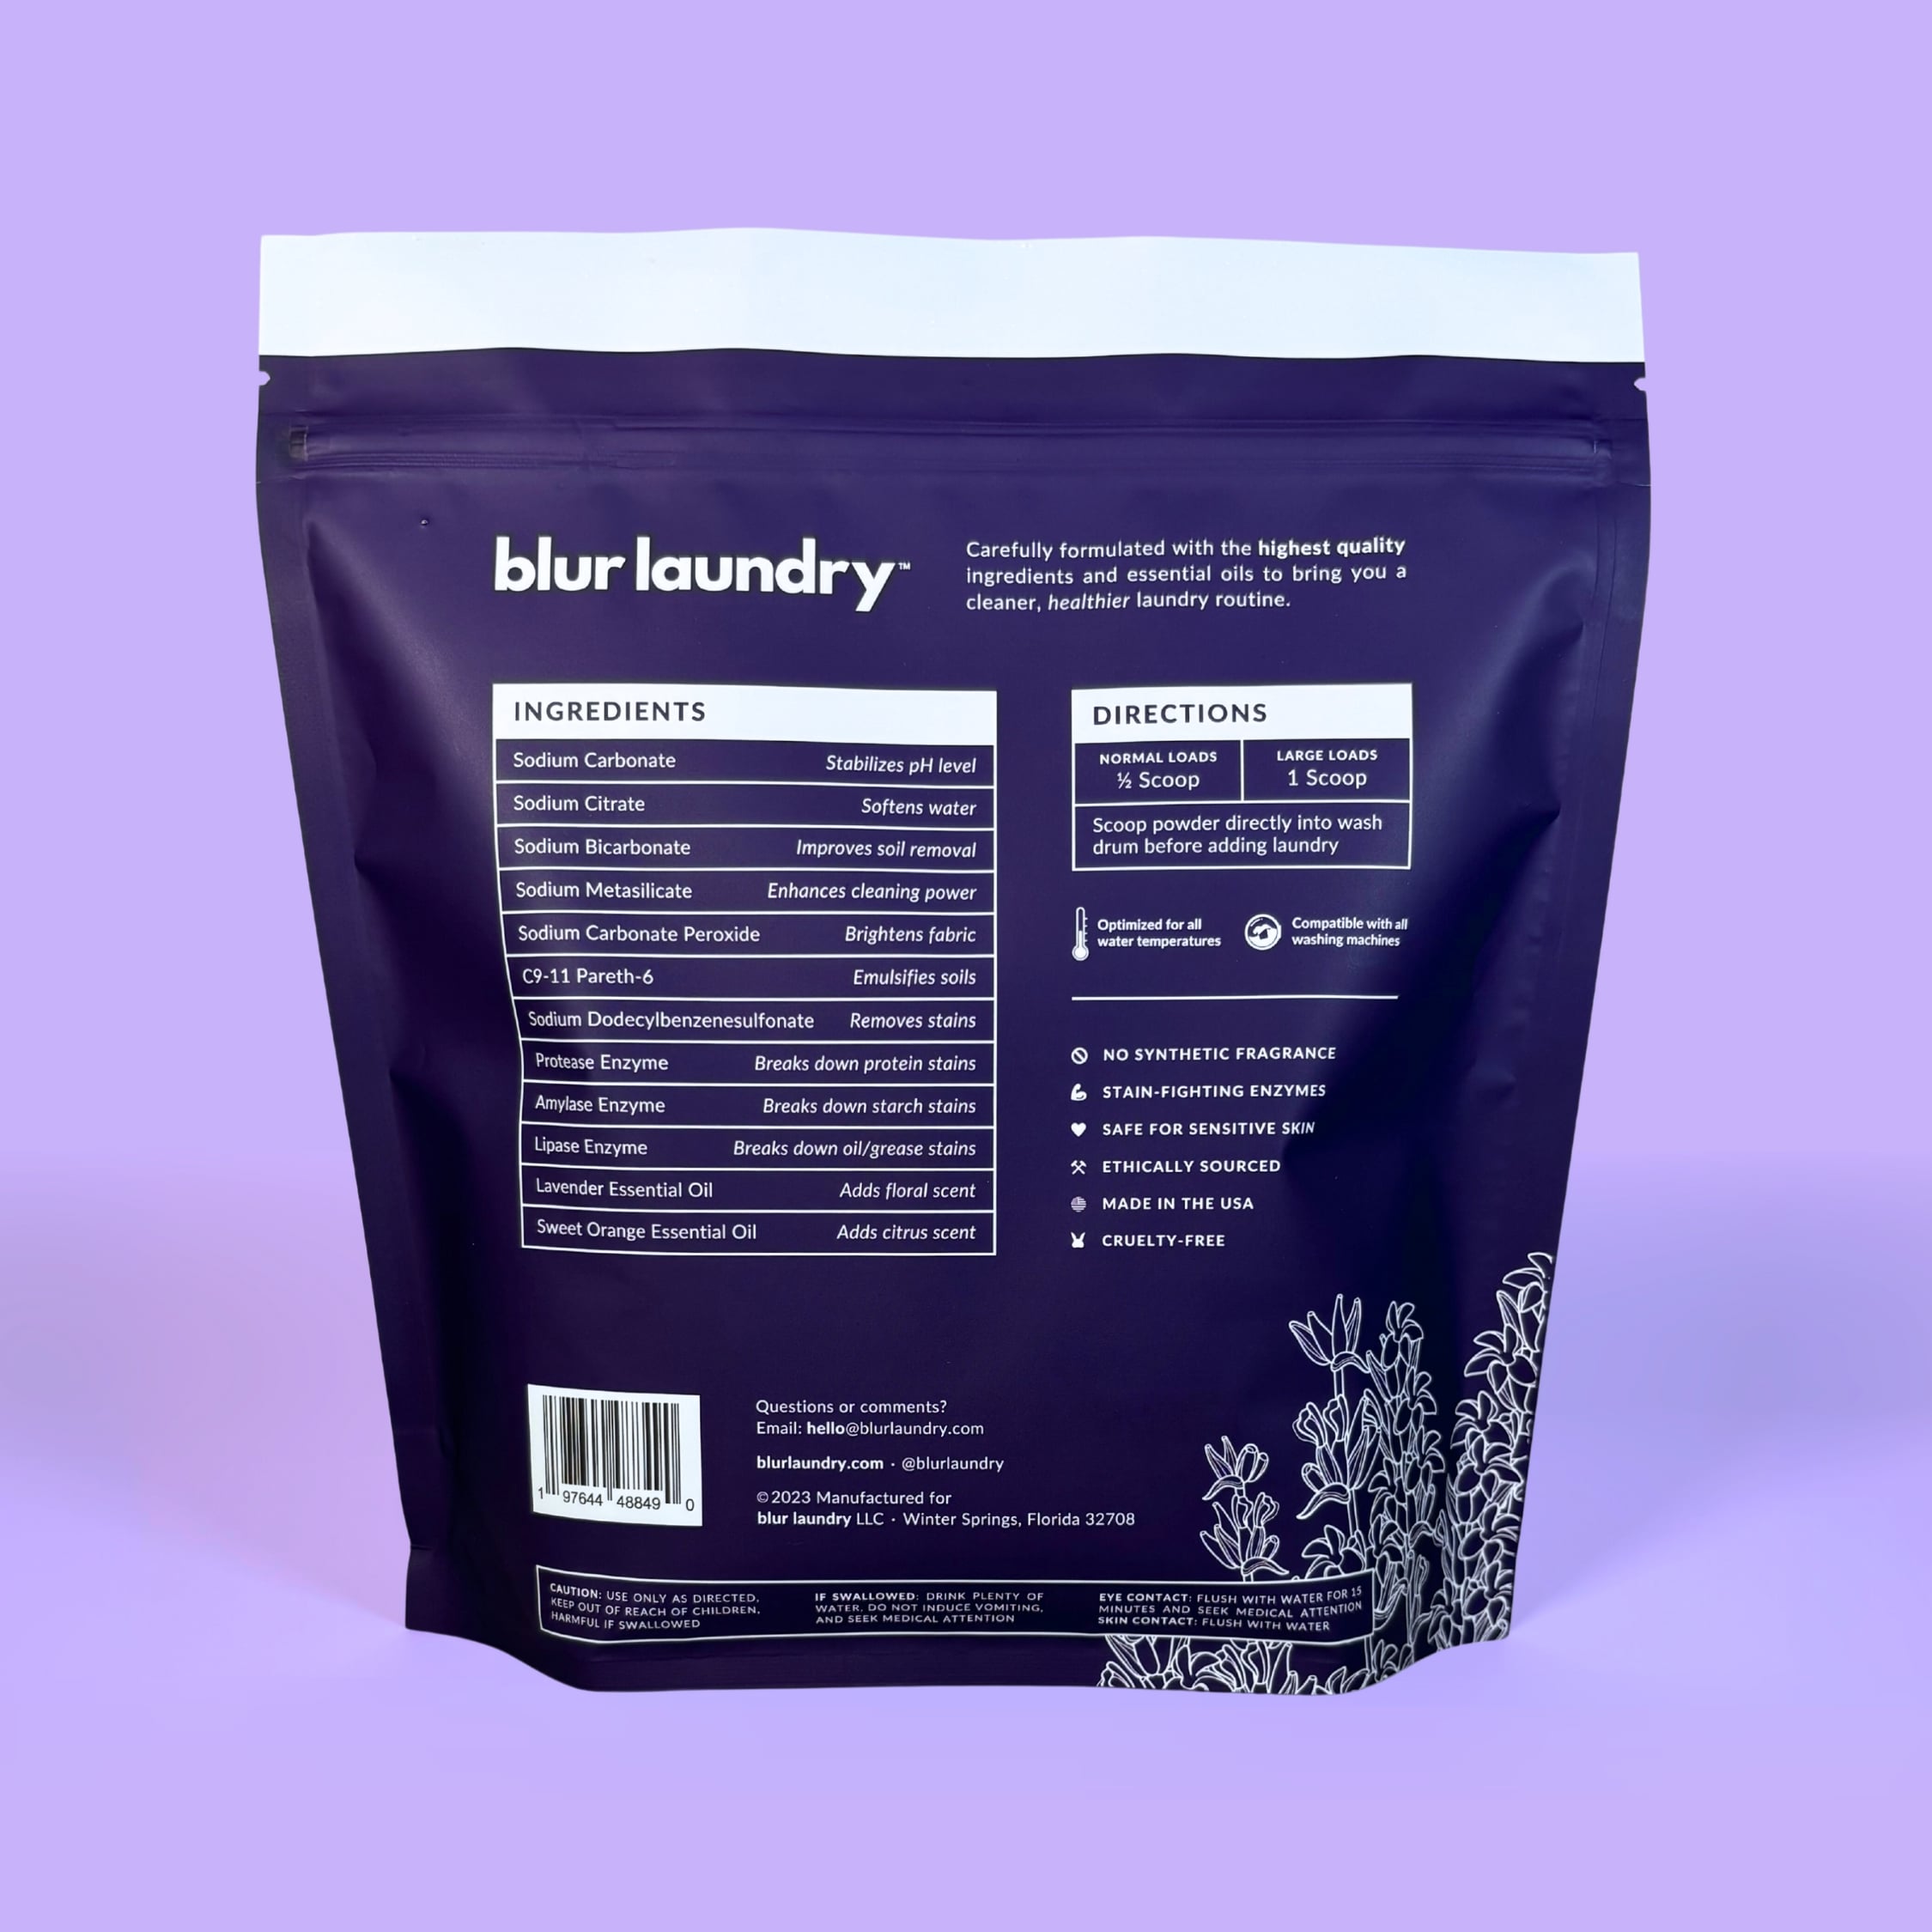 blur laundry™
Carefully formulated with the highest quality
ingredients and essential oils to bring you a
cleaner, healthier laundry routine.
INGREDIENTS
Sodium Carbonate Stabilizes pH level
Sodium Citrate Softens water
Sodium Bicarbonate Improves soil removal
Sodium Metasilicate Enhances cleaning power
Sodium Carbonate Peroxide Brightens fabric
C9-11 Pareth-6 Emulsifies soils
Sodium Dodecylbenzenesulfonate Removes stains
Protease Enzyme Breaks down protein stains
Amylase Enzyme Breaks down starch stains
Lipase Enzyme Breaks down oil/grease stains
Lavender Essential Oil Adds floral scent
Sweet Orange Essential Oil Adds citrus scent
DIRECTIONS
NORMAL LOADS
½ Scoop
LARGE LOADS
1 Scoop
Scoop powder directly into wash
drum before adding laundry
Optimized for all
water temperatures
Compatible with all
washing machines
NO SYNTHETIC FRAGRANCE
STAIN-FIGHTING ENZYMES
SAFE FOR SENSITIVE SKIN
ETHICALLY SOURCED
MADE IN THE USA
CRUELTY-FREE
1 97644 48849 0
Questions or comments?
Email: hello@blurlaundry.com
blurlaundry.com · @blurlaundry
©2023 Manufactured for
blur laundry LLC · Winter Springs, Florida 32708
CAUTION: USE ONLY AS DIRECTED,
KEEP OUT OF REACH OF CHILDREN,
HARMFUL IF SWALLOWED
IF SWALLOWED: DRINK PLENTY OF
WATER. DO NOT INDUCE VOMITING,
AND SEEK MEDICAL ATTENTION
EYE CONTACT: FLUSH WITH WATER FOR 15
MINUTES AND SEEK MEDICAL ATTENTION
SKIN CONTACT: FLUSH WITH WATER